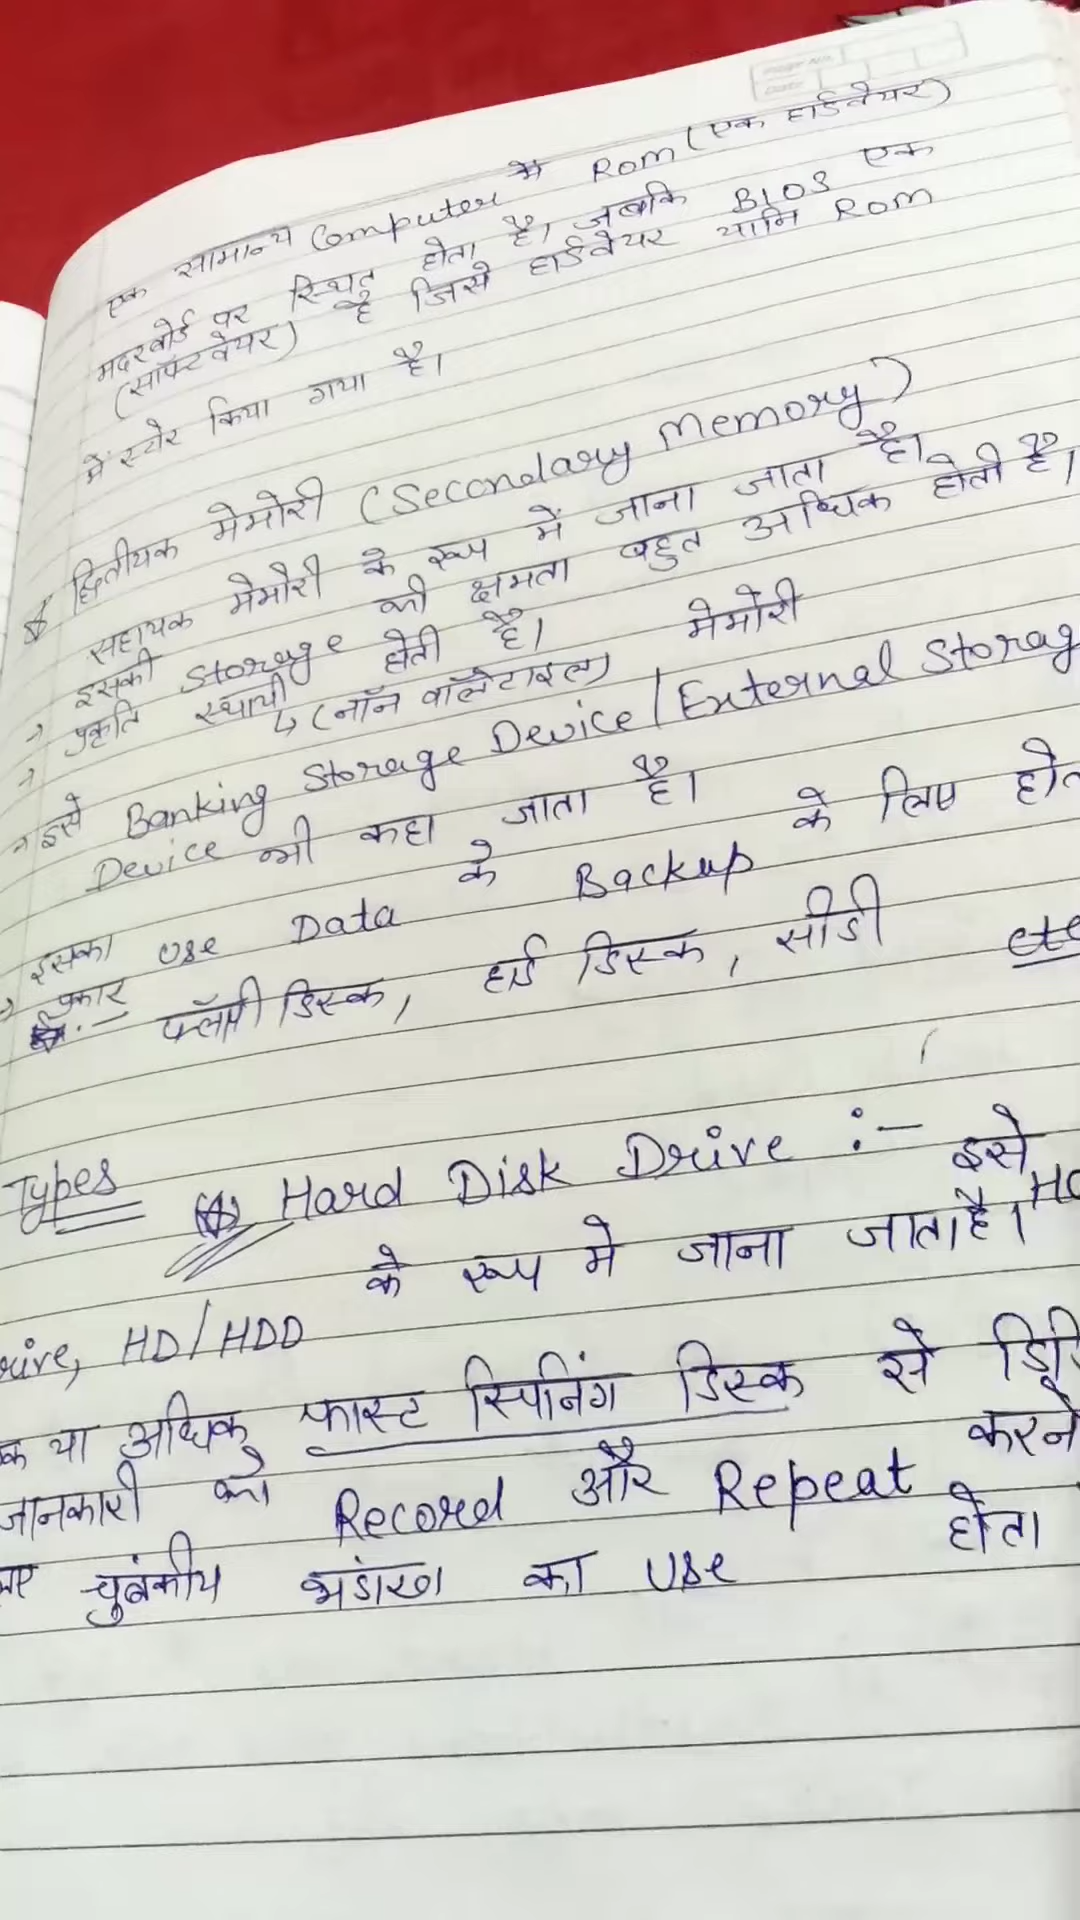 एक सामान्य Computer में ROM (एक हार्डवेयर)
मदरबोर्ड पर स्थित होता है। जबकि BIOS एक
(सॉफ्टवेयर) है जिसे हार्डवेयर यानि ROM
में स्टोर किया गया है।
द्वितीयक मेमोरी (Secondary Memory)
सहायक मेमोरी के रूप में जाना जाता है।
→ इसकी Storage की क्षमता बहुत अधिक होती है।
→ प्रकृति स्थायी होती है।
↳ (नॉन वॉलेटाइल) मेमोरी
→ इसे Banking Storage Device / External Storag
Device भी कहा जाता है।
→ इसका use Data के Backup के लिए होत
प्रकार :- फ्लॉपी डिस्क, हार्ड डिस्क, सीडी etc
Types Hard Disk Drive :- इसे
के रूप मे जाना जाता है।
rive, HD/HDD
क या अधिक फास्ट स्पिनिंग डिस्क से डि
जानकारी को Record और Repeat करने
चुबंकीय भडांरण का use होता